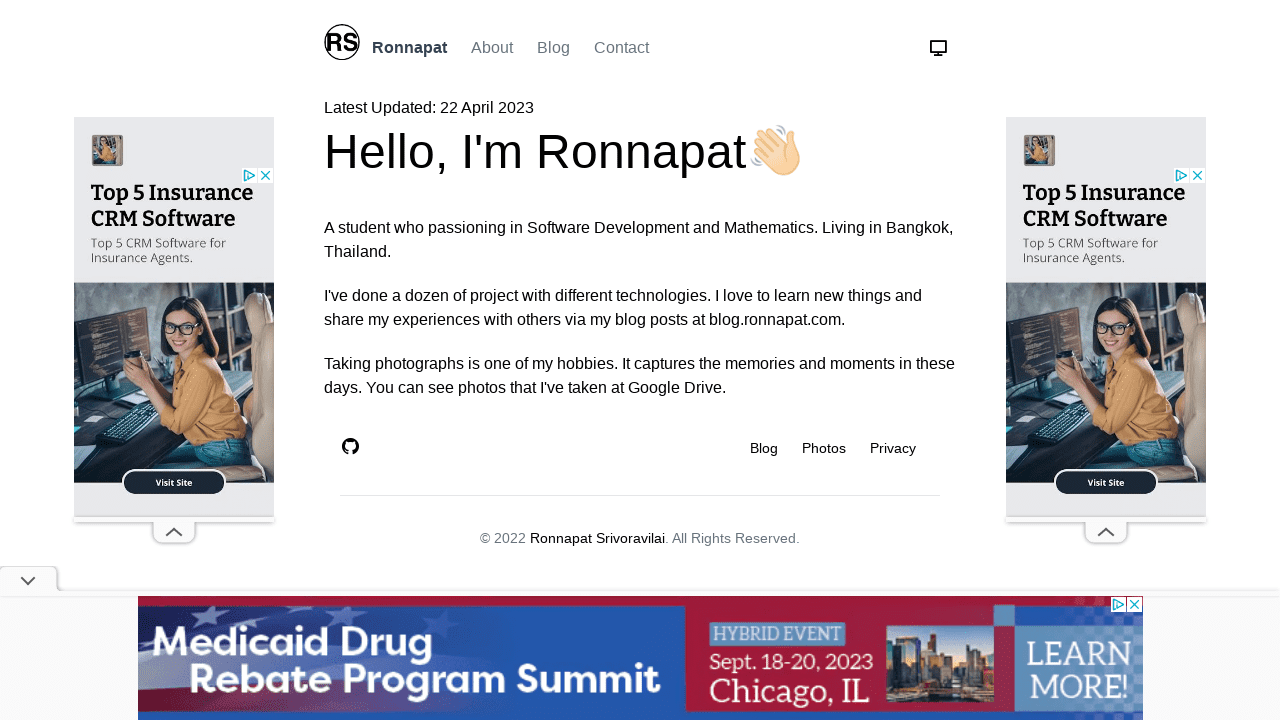 RS
Ronnapat About Blog Contact
Latest Updated: 22 April 2023
Hello, I'm Ronnapat👋🏻
A student who passioning in Software Development and Mathematics. Living in Bangkok,
Thailand.
I've done a dozen of project with different technologies. I love to learn new things and
share my experiences with others via my blog posts at blog.ronnapat.com.
Taking photographs is one of my hobbies. It captures the memories and moments in these
days. You can see photos that I've taken at Google Drive.
Blog Photos Privacy
© 2022 Ronnapat Srivoravilai. All Rights Reserved.
Top 5 Insurance
CRM Software
Top 5 CRM Software for
Insurance Agents.
Visit Site
Top 5 Insurance
CRM Software
Top 5 CRM Software for
Insurance Agents.
Visit Site
Medicaid Drug
Rebate Program Summit
HYBRID EVENT
Sept. 18-20, 2023
Chicago, IL
LEARN
MORE!